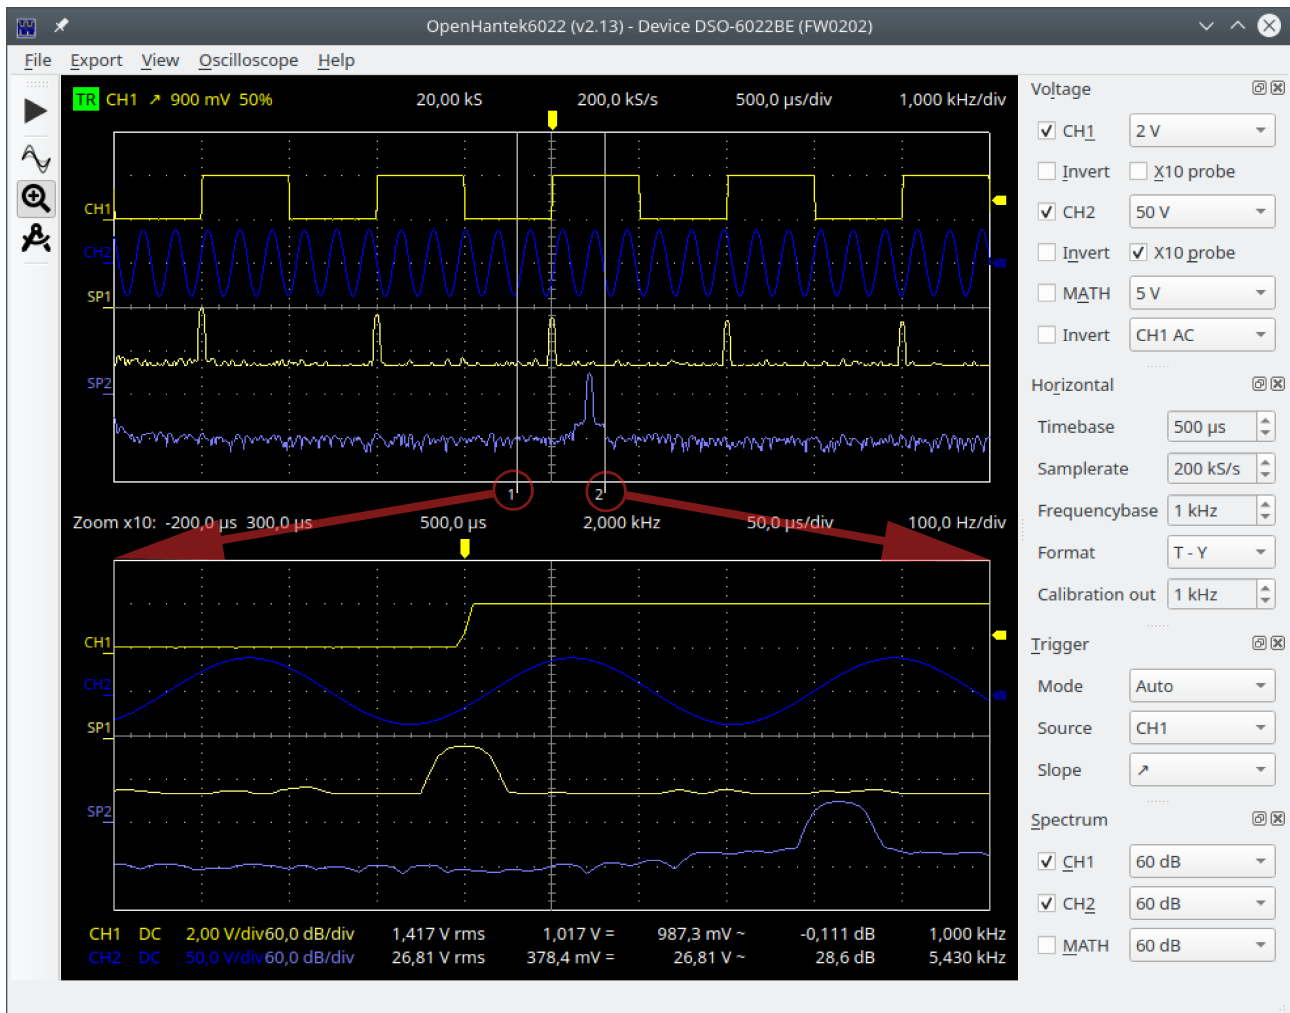 OpenHantek6022 (v2.13) - Device DSO-6022BE (FW0202)
File Export View Oscilloscope Help
TR CH1 ↗ 900 mV 50% 20,00 kS 200,0 kS/s 500,0 µs/div 1,000 kHz/div
CH1
CH2
SP1
SP2
1 2
Zoom x10: -200,0 µs 300,0 µs 500,0 µs 2,000 kHz 50,0 µs/div 100,0 Hz/div
CH1
CH2
SP1
SP2
CH1 DC 2,00 V/div 60,0 dB/div 1,417 V rms 1,017 V = 987,3 mV ~ -0,111 dB 1,000 kHz
CH2 DC 50,0 V/div 60,0 dB/div 26,81 V rms 378,4 mV = 26,81 V ~ 28,6 dB 5,430 kHz
Voltage
CH1 2 V
Invert X10 probe
CH2 50 V
Invert X10 probe
MATH 5 V
Invert CH1 AC
Horizontal
Timebase 500 µs
Samplerate 200 kS/s
Frequencybase 1 kHz
Format T - Y
Calibration out 1 kHz
Trigger
Mode Auto
Source CH1
Slope ↗
Spectrum
CH1 60 dB
CH2 60 dB
MATH 60 dB